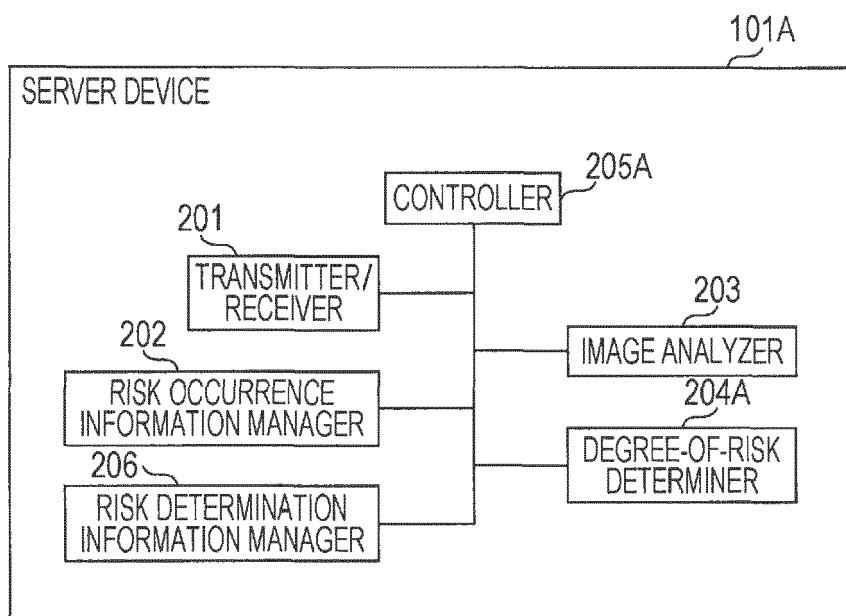 101A
SERVER DEVICE
CONTROLLER
205A
201
TRANSMITTER/
RECEIVER
203
IMAGE ANALYZER
202
RISK OCCURRENCE
INFORMATION MANAGER
204A
DEGREE-OF-RISK
DETERMINER
206
RISK DETERMINATION
INFORMATION MANAGER